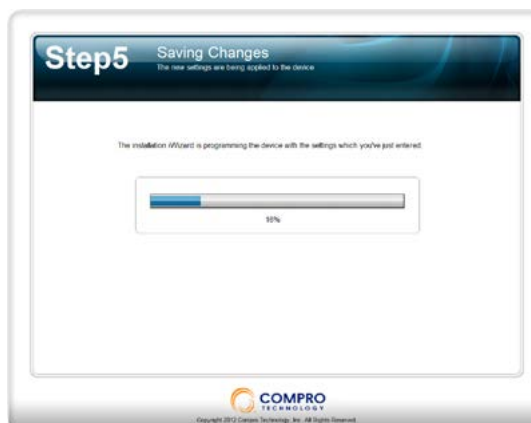 Step5
Saving Changes
The new settings are being applied to the device
The installation iWizard is programming the device with the settings which you've just entered.
18%
COMPRO
TECHNOLOGY
Copyright 2012 Compro Technology, Inc. All Rights Reserved.